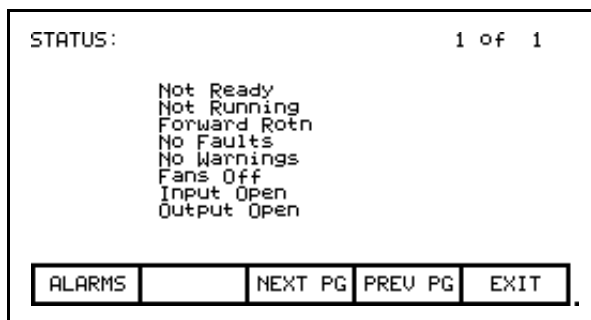 STATUS: 1 of 1
Not Ready
Not Running
Forward Rotn
No Faults
No Warnings
Fans Off
Input Open
Output Open
ALARMS NEXT PG PREV PG EXIT